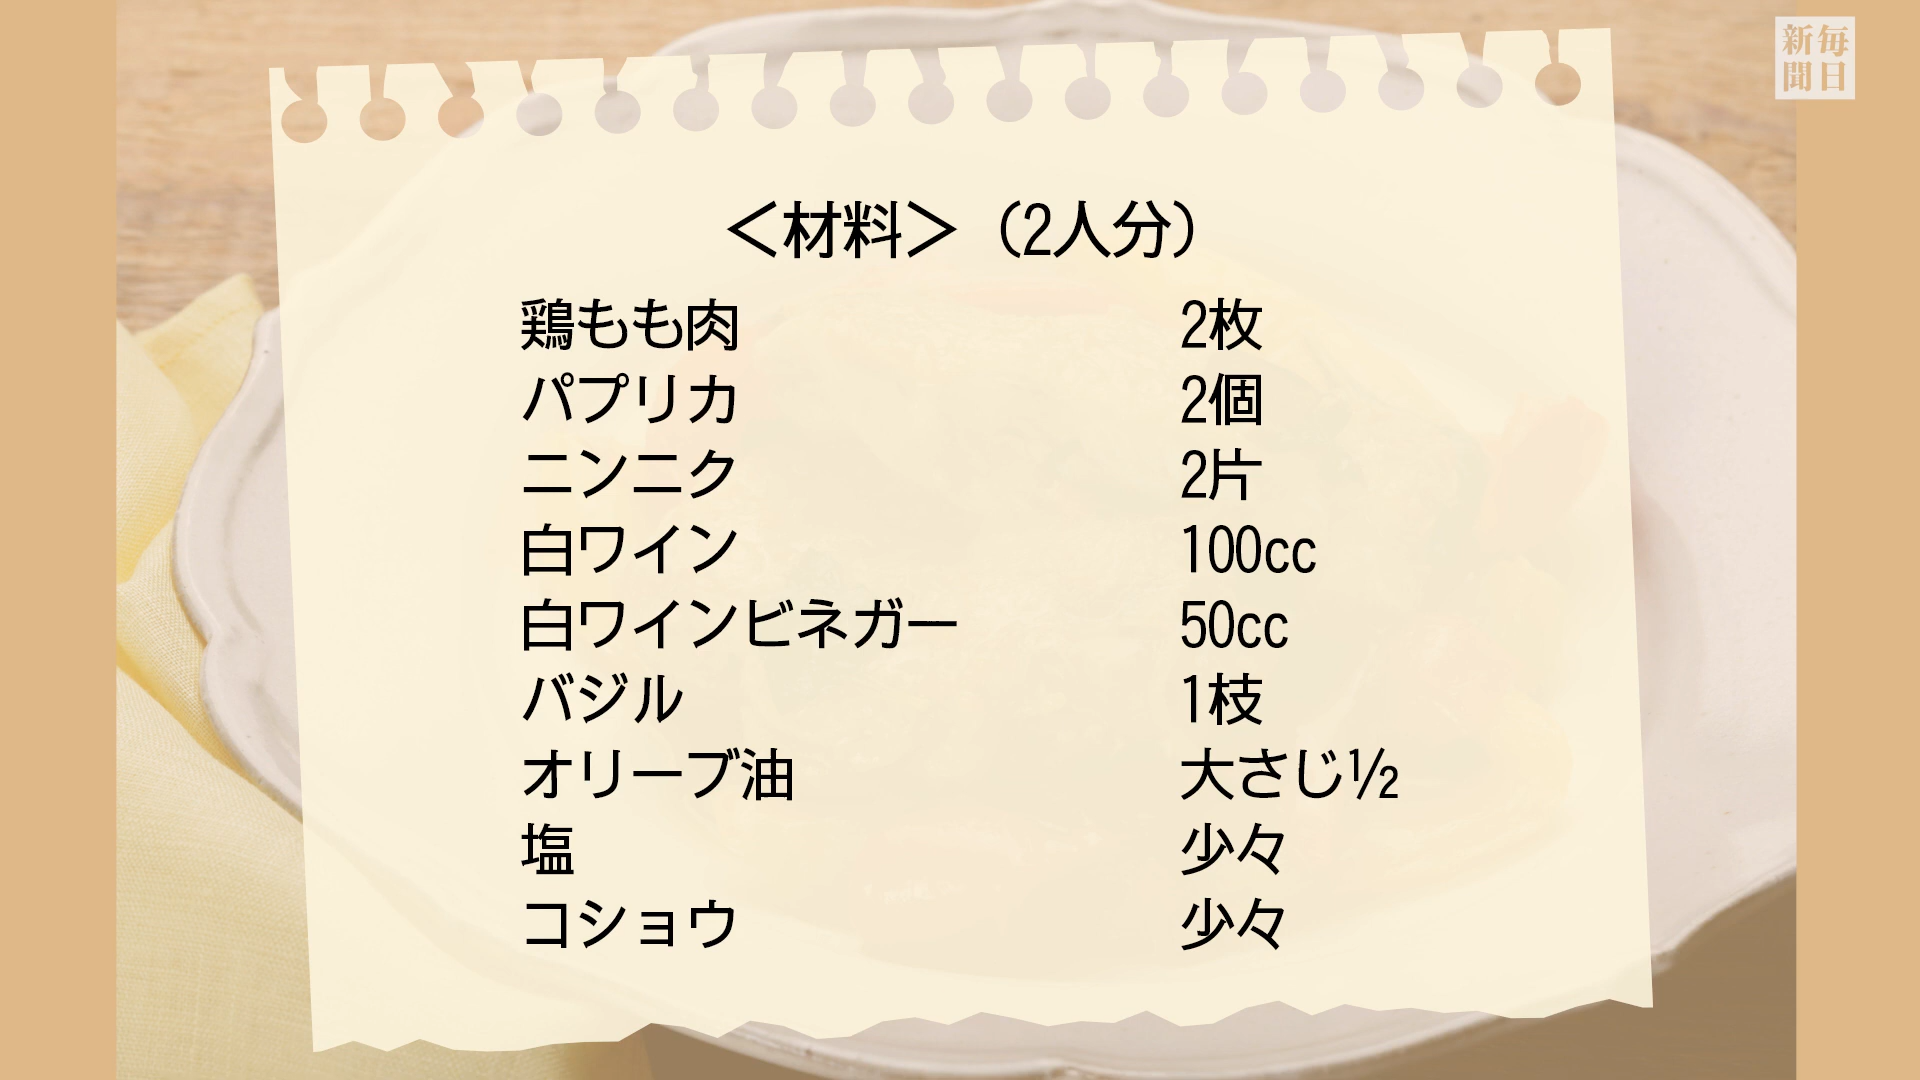 毎日
新聞
＜材料＞（2人分）
鶏もも肉 2枚
パプリカ 2個
ニンニク 2片
白ワイン 100cc
白ワインビネガー 50cc
バジル 1枝
オリーブ油 大さじ½
塩 少々
コショウ 少々